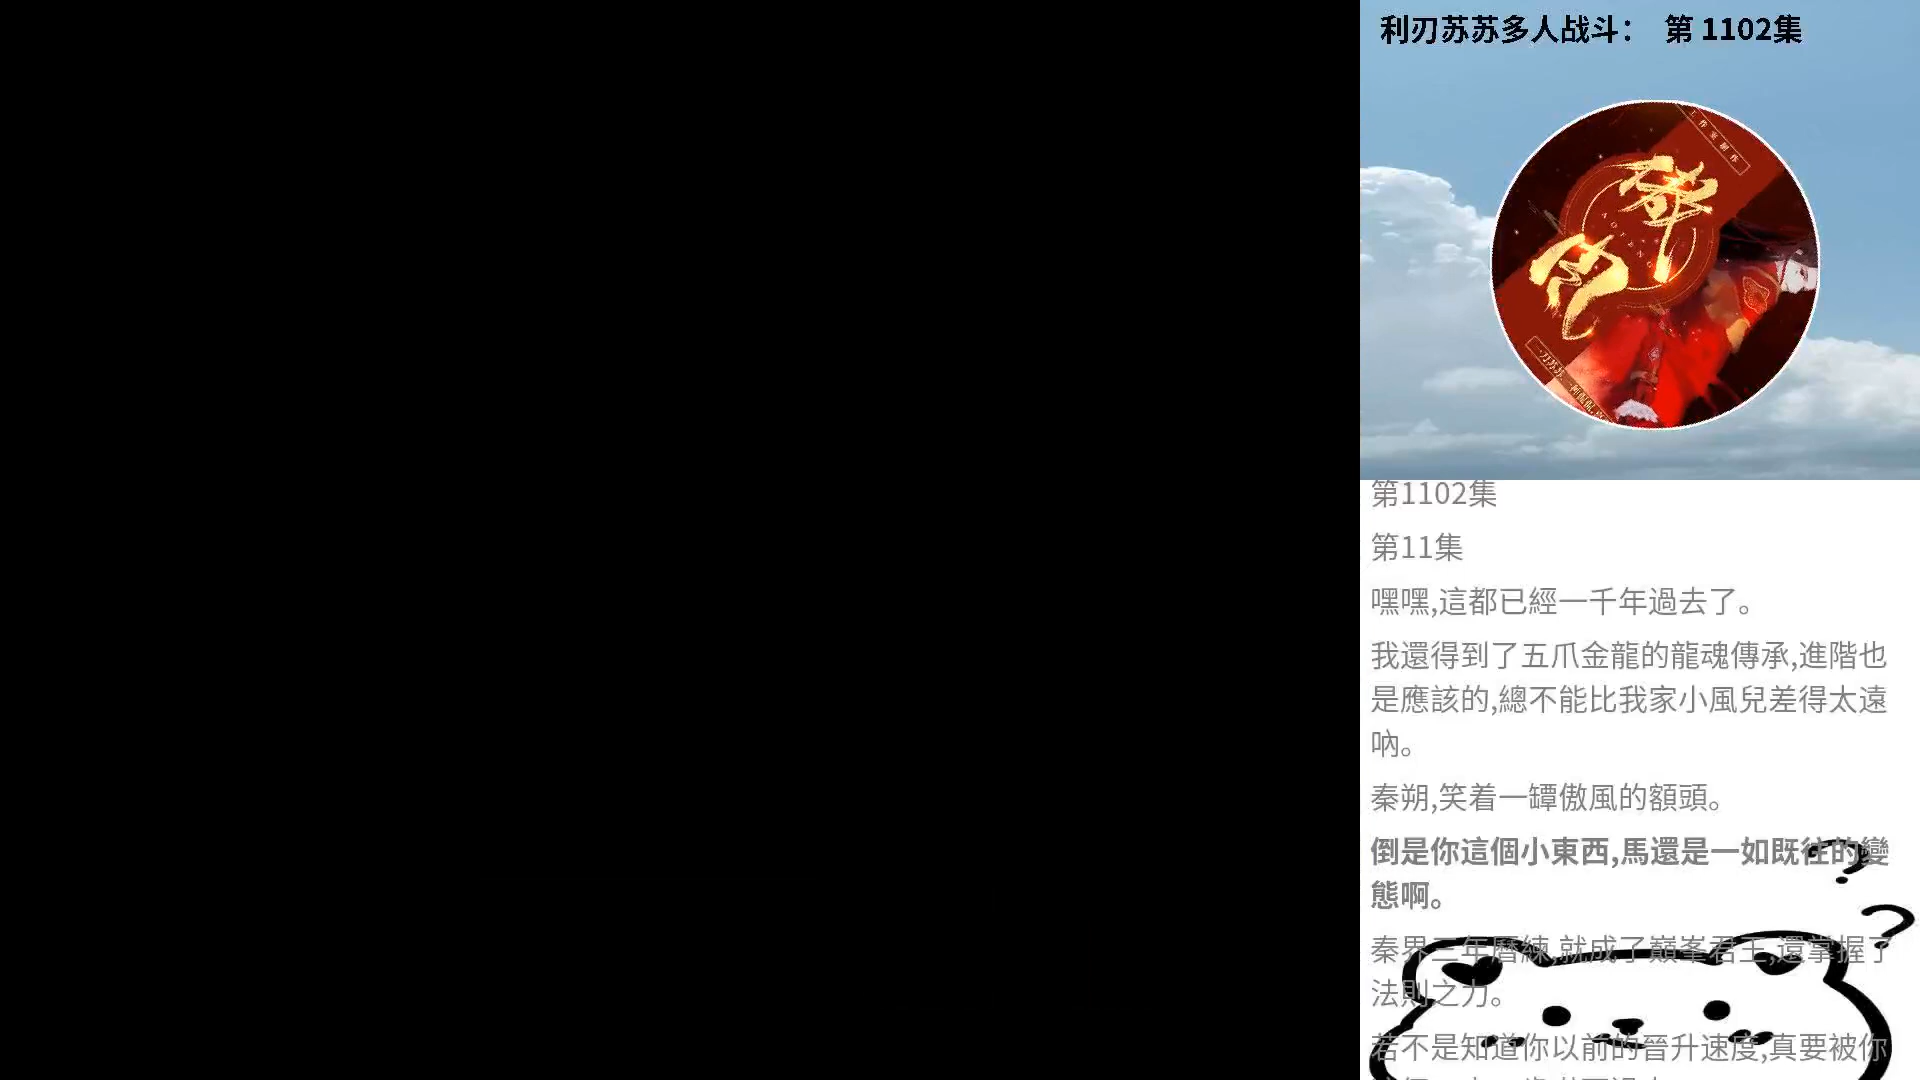 利刃苏苏多人战斗： 第 1102集
第1102集
第11集
嘿嘿,這都已經一千年過去了。
我還得到了五爪金龍的龍魂傳承,進階也
是應該的,總不能比我家小風兒差得太遠
吶。
秦朔,笑着一罈傲風的額頭。
倒是你這個小東西,馬還是一如既往的變
態啊。
秦界三年曆練,就成了巔峯君王,還掌握了
法則之力。
若不是知道你以前的晉升速度,真要被你